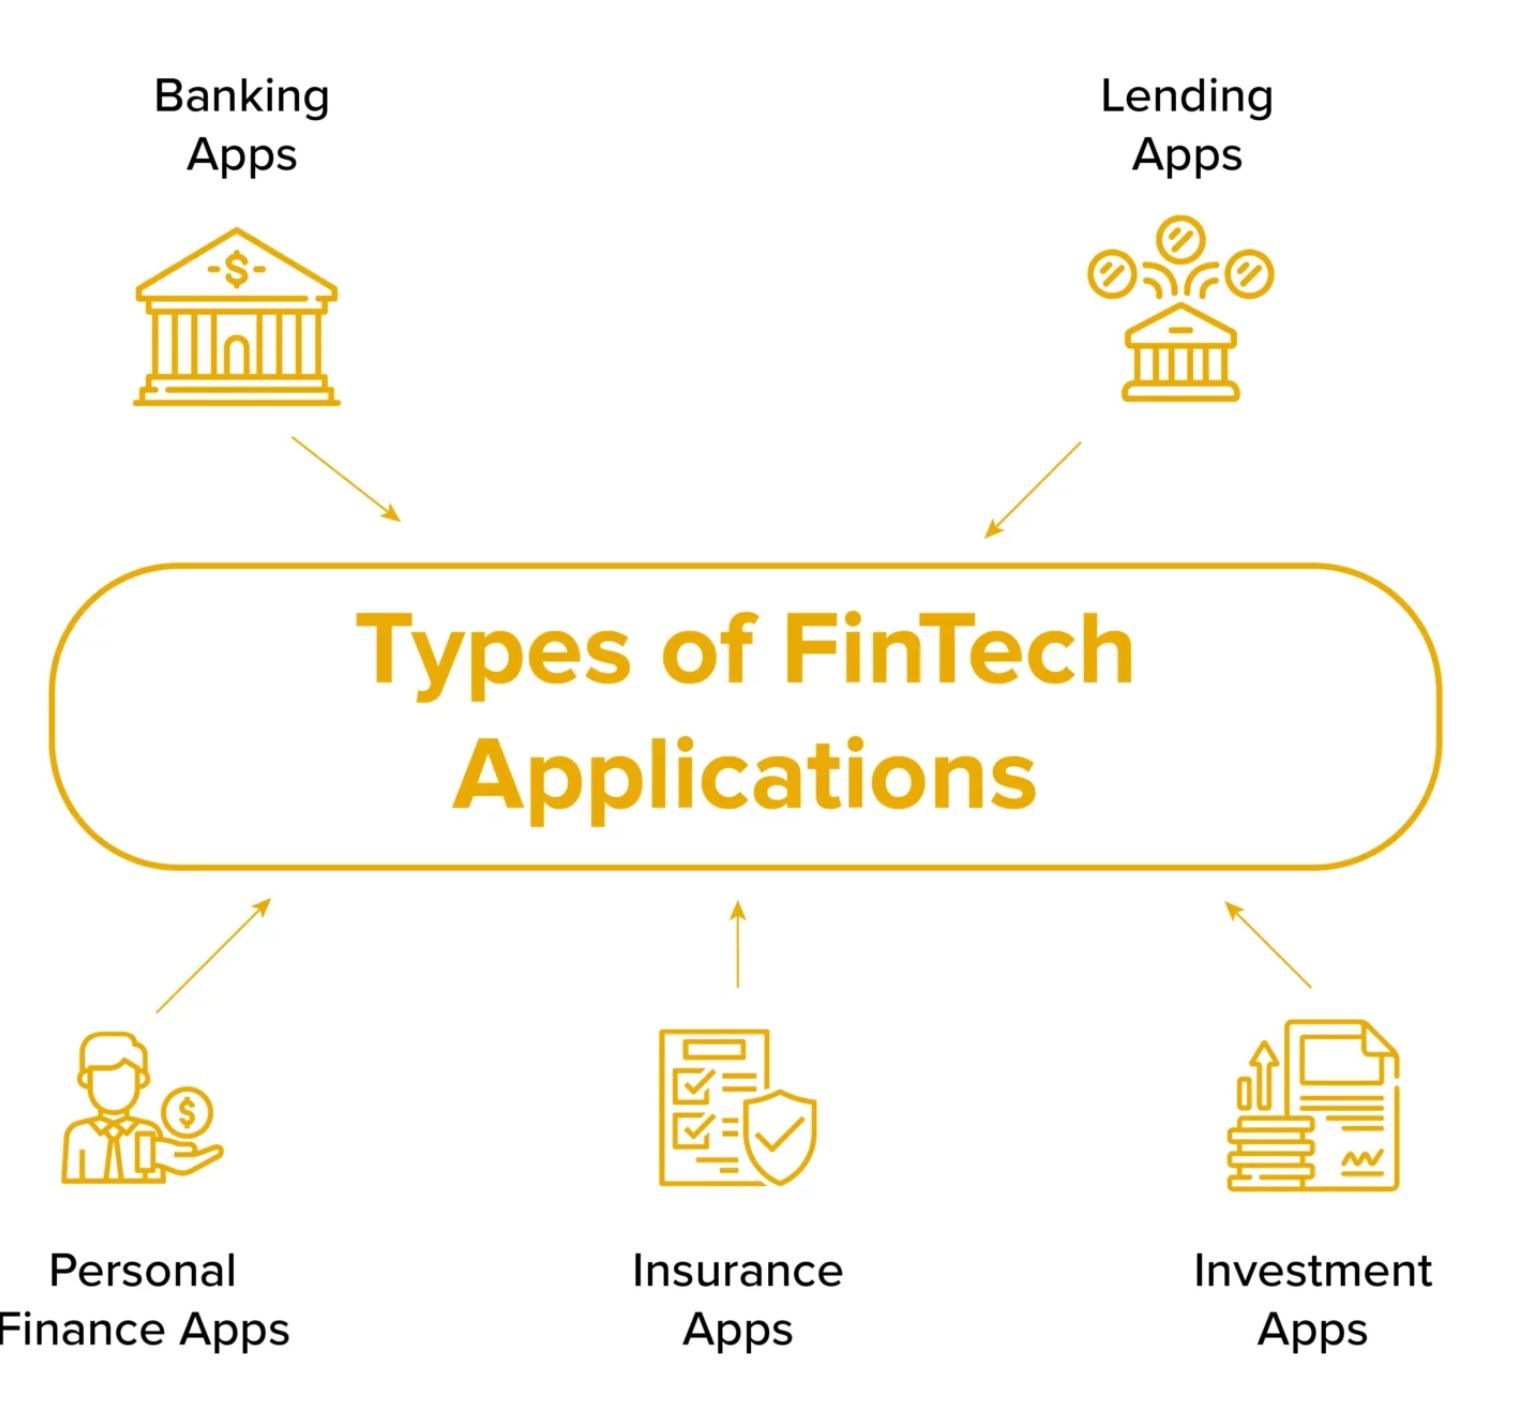 Banking
Apps
Lending
Apps
$
Types of FinTech
Applications
$
Personal
Finance Apps
Insurance
Apps
Investment
Apps